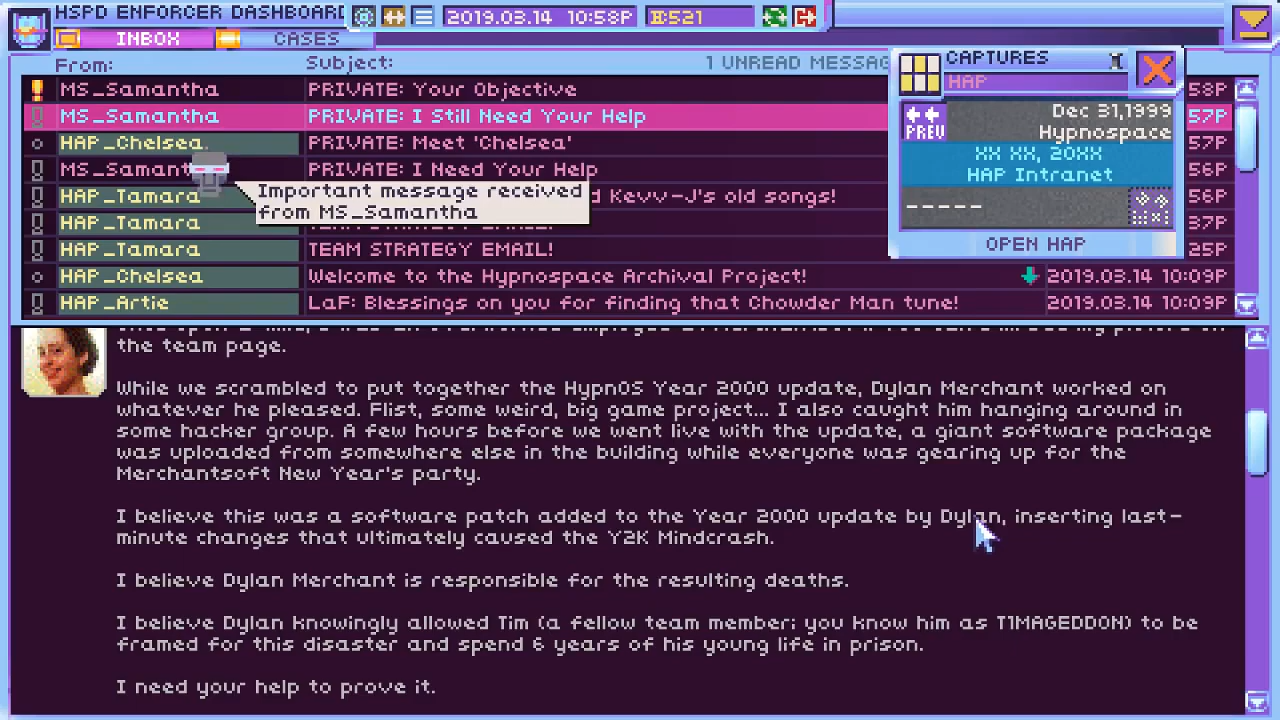 HSPD ENFORCER DASHBOARD
2019.03.14 10:58P
521
INBOX
CASES
From:
Subject:
1 UNREAD MESSAG
MS_Samantha PRIVATE: Your Objective 58P
MS_Samantha PRIVATE: I Still Need Your Help 57P
HAP_Chelsea PRIVATE: Meet 'Chelsea' 57P
MS_Samant PRIVATE: I Need Your Help 56P
HAP_Tamara d Kevv-J's old songs! 56P
HAP_Tamara 37P
HAP_Tamara TEAM STRATEGY EMAIL! 25P
HAP_Chelsea Welcome to the Hypnospace Archival Project! 2019.03.14 10:09P
HAP_Artie LaF: Blessings on you for finding that Chowder Man tune! 2019.03.14 10:09P
Important message received
from MS_Samantha
CAPTURES
HAP
PREV
Dec 31,1999
Hypnospace
XX XX, 20XX
HAP Intranet
-----
OPEN HAP
the team page.
While we scrambled to put together the HypnOS Year 2000 update, Dylan Merchant worked on
whatever he pleased. Flist, some weird, big game project... I also caught him hanging around in
some hacker group. A few hours before we went live with the update, a giant software package
was uploaded from somewhere else in the building while everyone was gearing up for the
Merchantsoft New Year's party.
I believe this was a software patch added to the Year 2000 update by Dylan, inserting last-
minute changes that ultimately caused the Y2K Mindcrash.
I believe Dylan Merchant is responsible for the resulting deaths.
I believe Dylan knowingly allowed Tim (a fellow team member; you know him as T1MAGEDDON) to be
framed for this disaster and spend 6 years of his young life in prison.
I need your help to prove it.